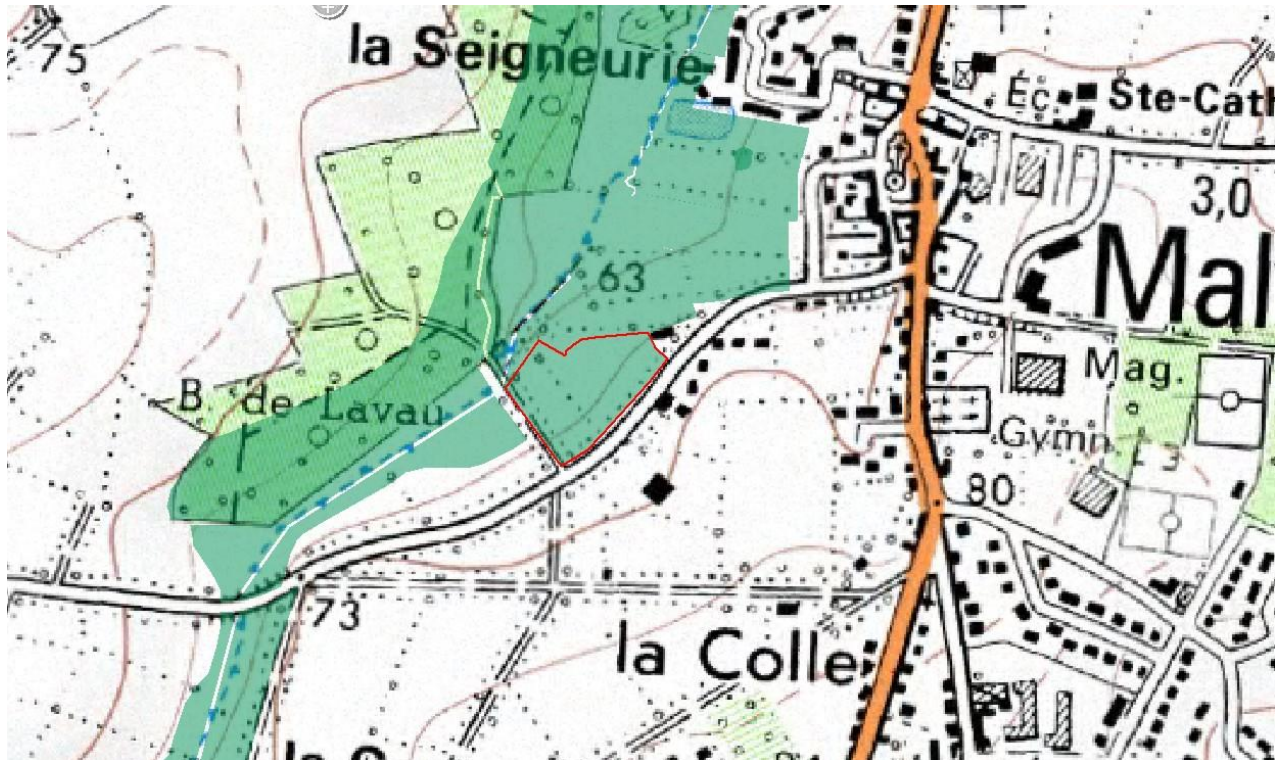 75
la Seigneurie
Éc.
Ste-Cath
3,0
63
Mal
Mag.
B. de Lavau
Gymn
80
73
la Colle